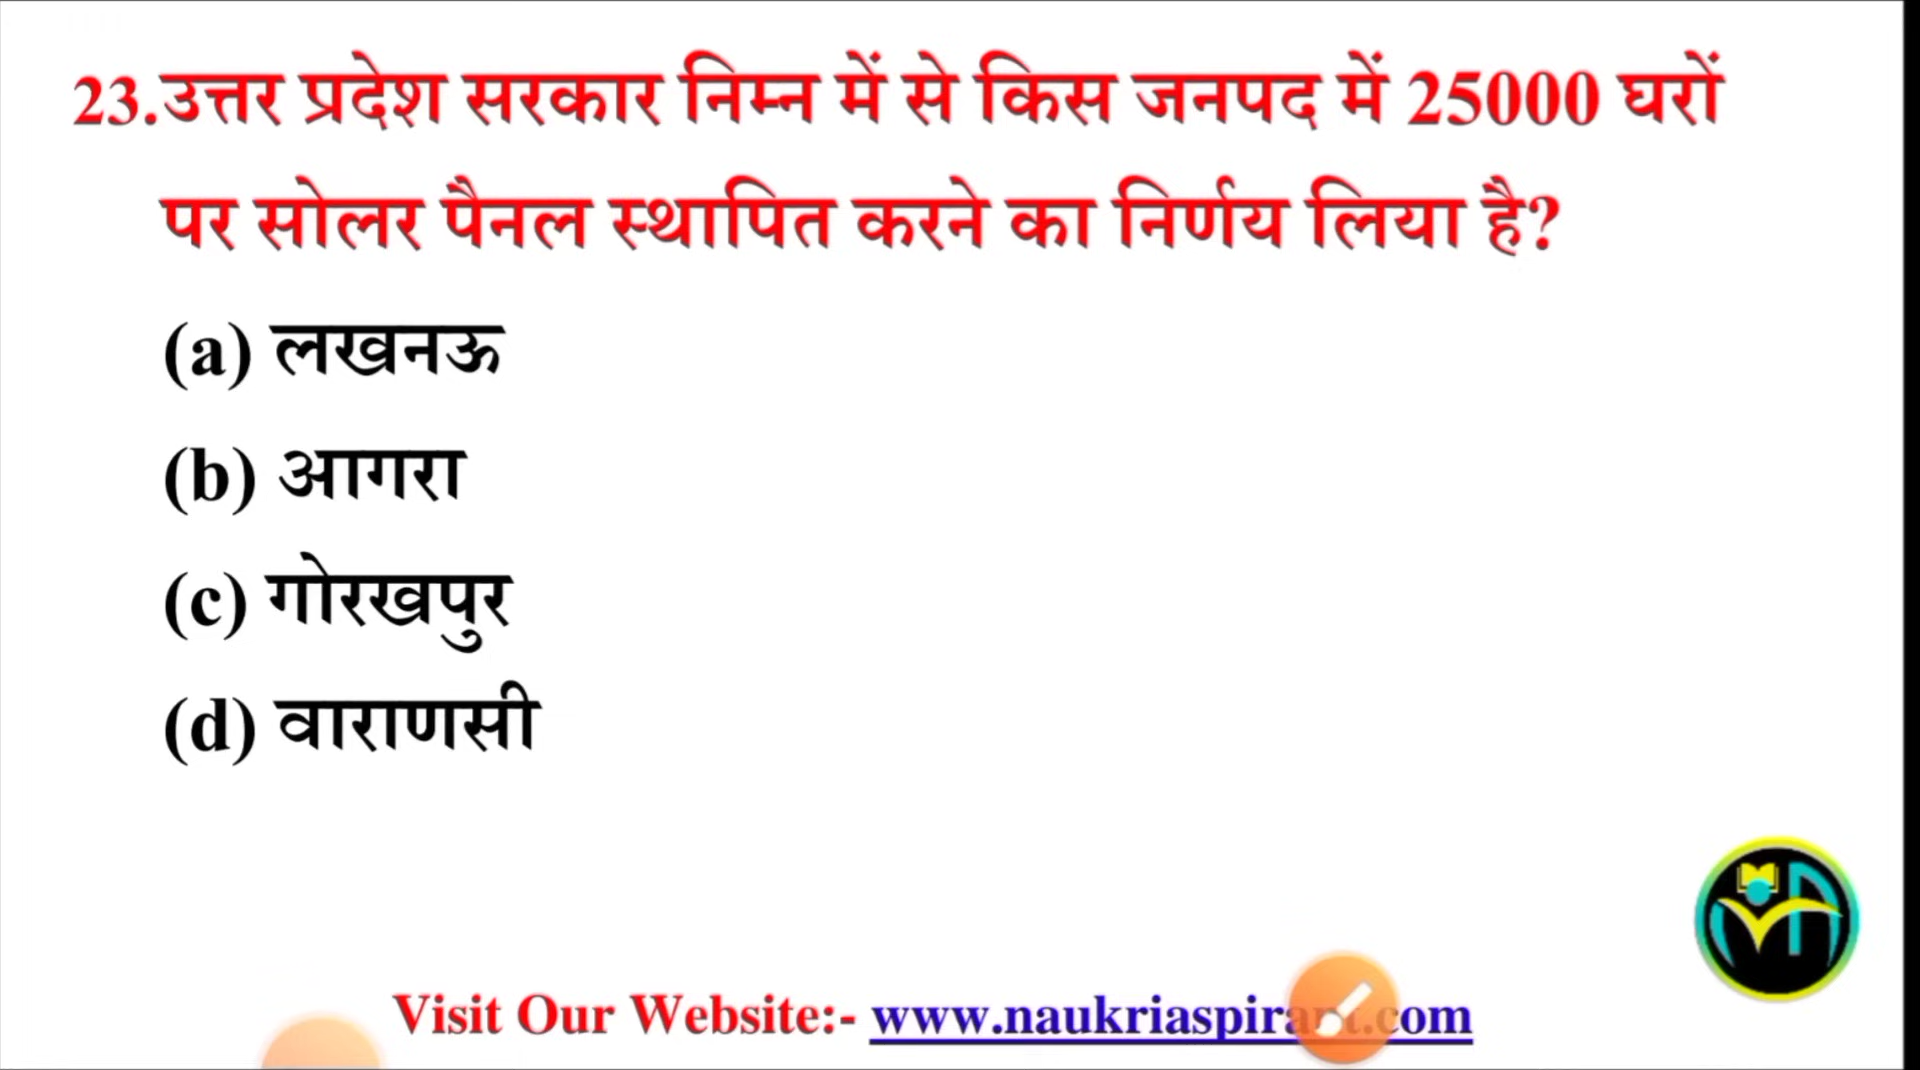 23.उत्तर प्रदेश सरकार निम्न में से किस जनपद में 25000 घरों
पर सोलर पैनल स्थापित करने का निर्णय लिया है?
(a) लखनऊ
(b) आगरा
(c) गोरखपुर
(d) वाराणसी
Visit Our Website:-